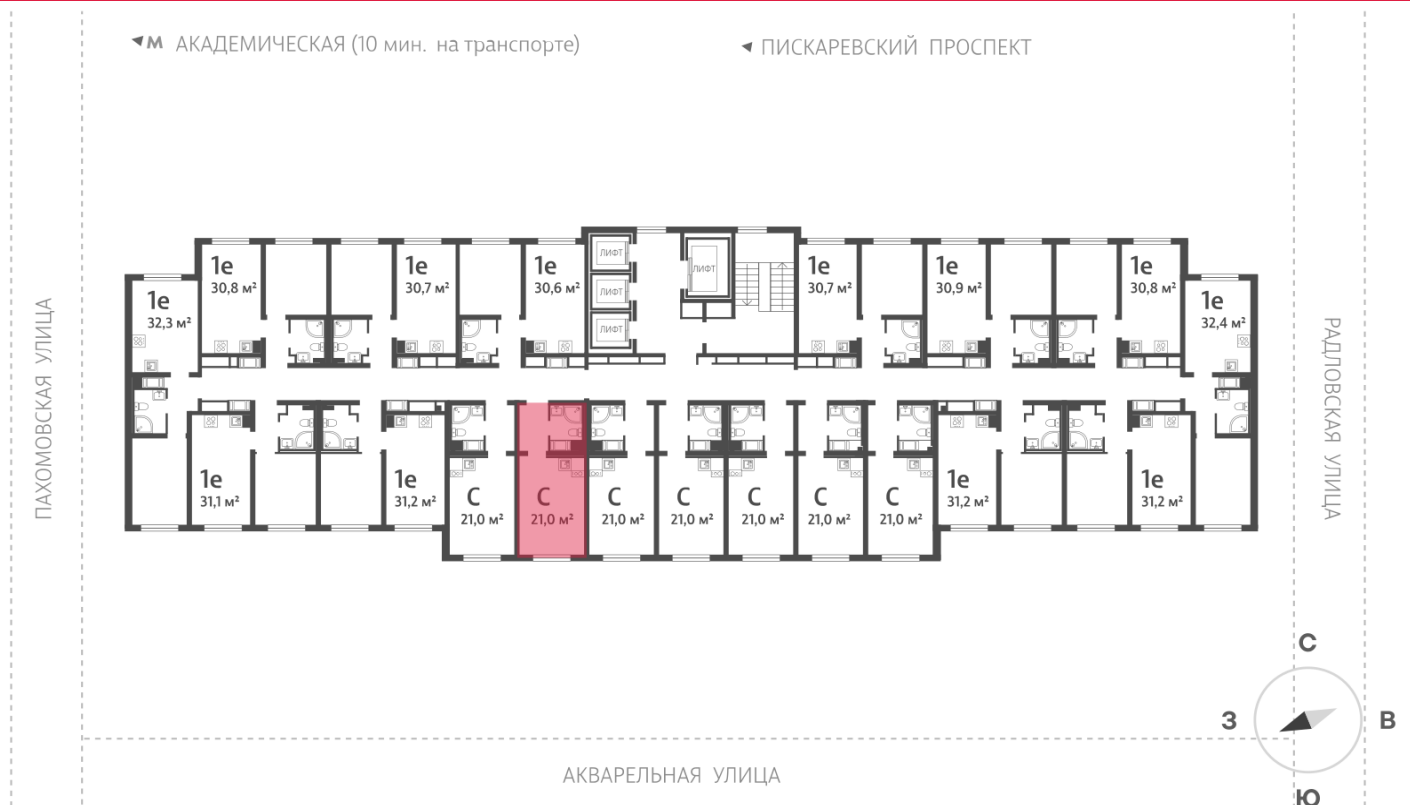 М АКАДЕМИЧЕСКАЯ (10 мин. на транспорте)
ПИСКАРЕВСКИЙ ПРОСПЕКТ
ПАХОМОВСКАЯ УЛИЦА
РАДЛОВСКАЯ УЛИЦА
1е
32,3 м²
1е
30,8 м²
1е
30,7 м²
1е
30,6 м²
ЛИФТ
ЛИФТ
ЛИФТ
ЛИФТ
1е
30,7 м²
1е
30,9 м²
1е
30,8 м²
1е
32,4 м²
1е
31,1 м²
1е
31,2 м²
С
21,0 м²
С
21,0 м²
С
21,0 м²
С
21,0 м²
С
21,0 м²
С
21,0 м²
С
21,0 м²
1е
31,2 м²
1е
31,2 м²
С
З
В
Ю
АКВАРЕЛЬНАЯ УЛИЦА